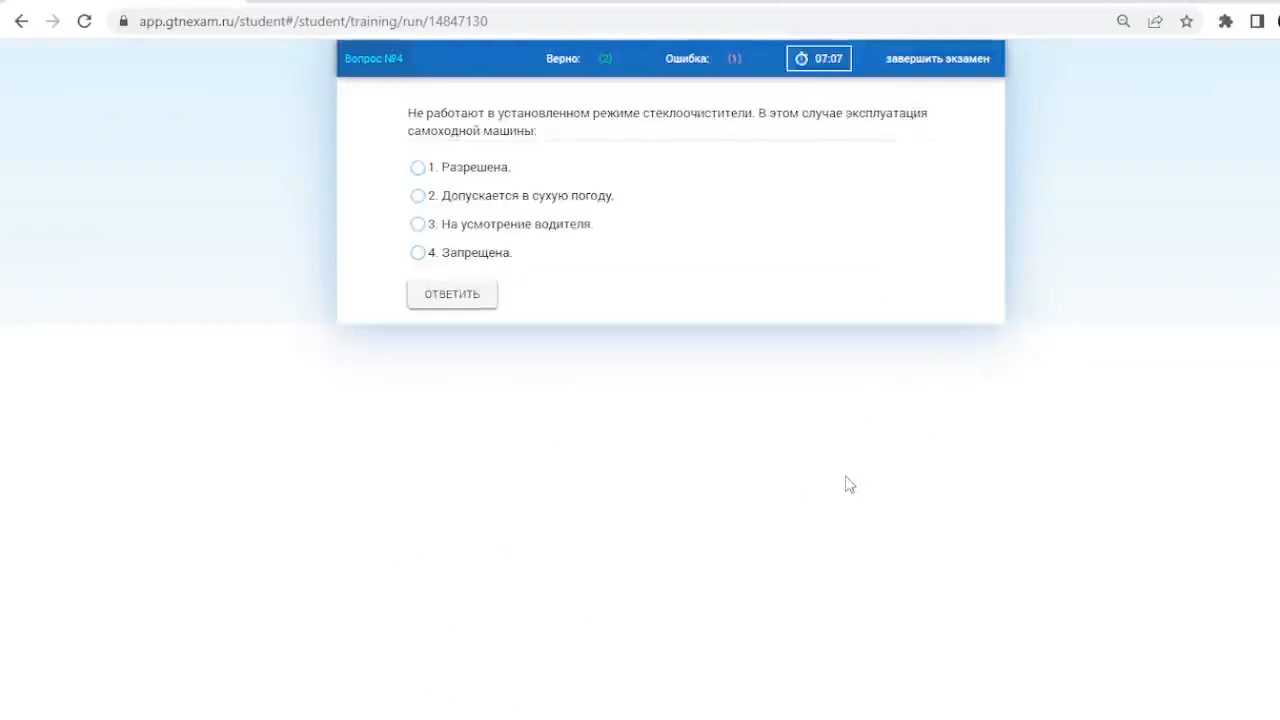 app.gtnexam.ru/student#/student/training/run/14847130
Вопрос №4 Верно: (2) Ошибка: (1) 07:07 завершить экзамен
Не работают в установленном режиме стеклоочистители. В этом случае эксплуатация
самоходной машины:
1. Разрешена.
2. Допускается в сухую погоду.
3. На усмотрение водителя.
4. Запрещена.
ОТВЕТИТЬ